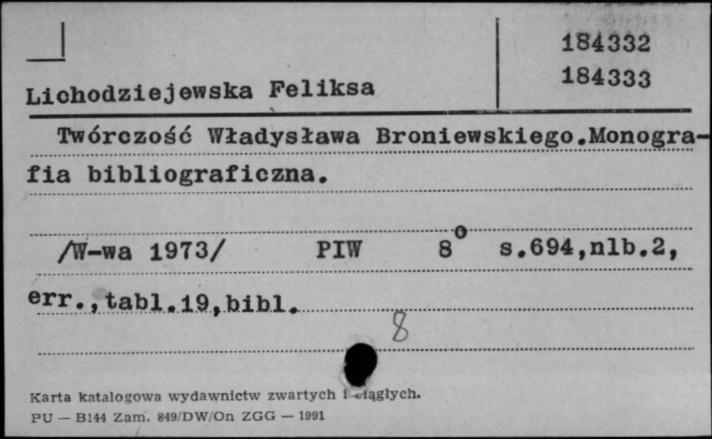 184332
184333
Lichodziejewska Feliksa
Twórczość Władysława Broniewskiego.Monogra-
fia bibliograficzna.
/W-wa 1973/ PIW 8° s.694,nlb.2,
err.,tabl.19,bibl.
8
Karta katalogowa wydawnictw zwartych i ciągłych.
PU — B144 Zam. 849/DW/On ZGG — 1991